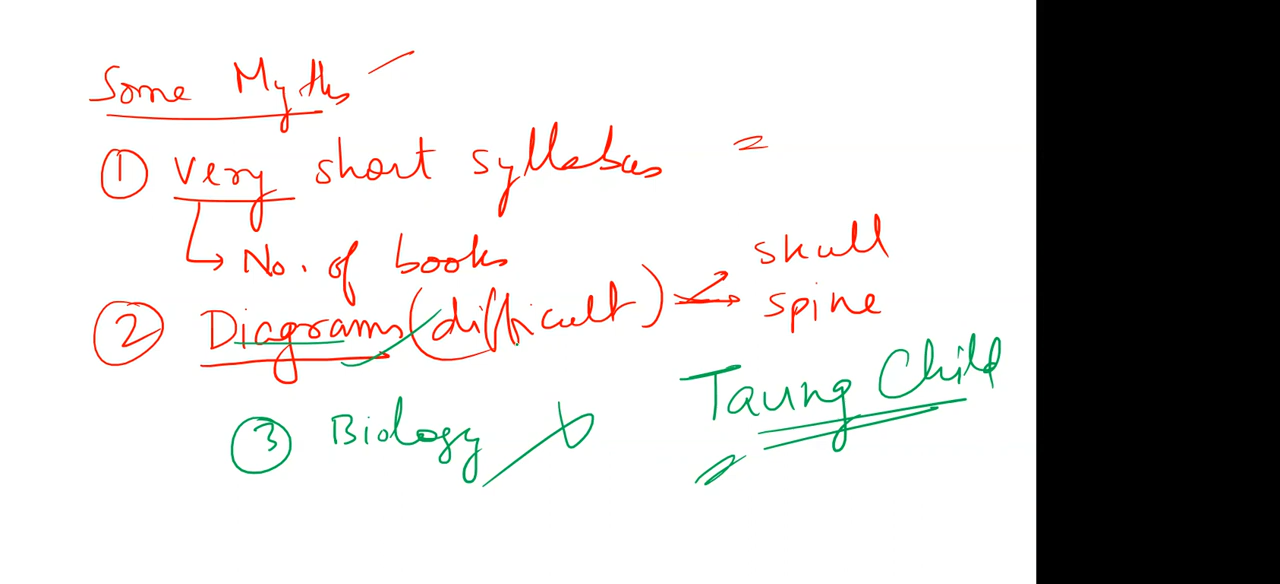 Some Myths
① Very short syllabus
↳ No. of books
② Diagrams (difficult) skull
spine
Taung Child
③ Biology